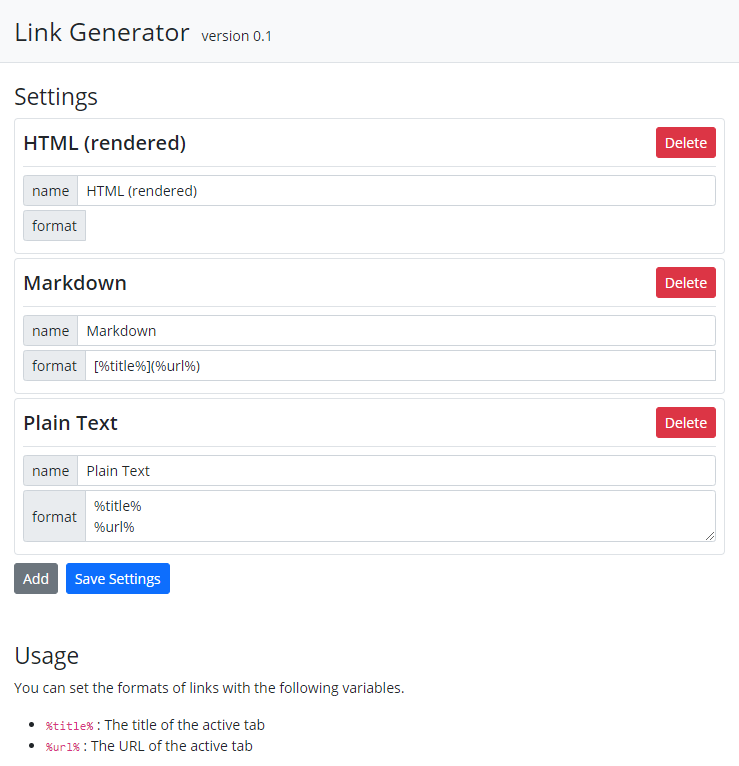 Link Generator version 0.1
Settings
HTML (rendered) Delete
name HTML (rendered)
format
Markdown Delete
name Markdown
format [%title%](%url%)
Plain Text Delete
name Plain Text
format %title%
%url%
Add Save Settings
Usage
You can set the formats of links with the following variables.
%title% : The title of the active tab
%url% : The URL of the active tab